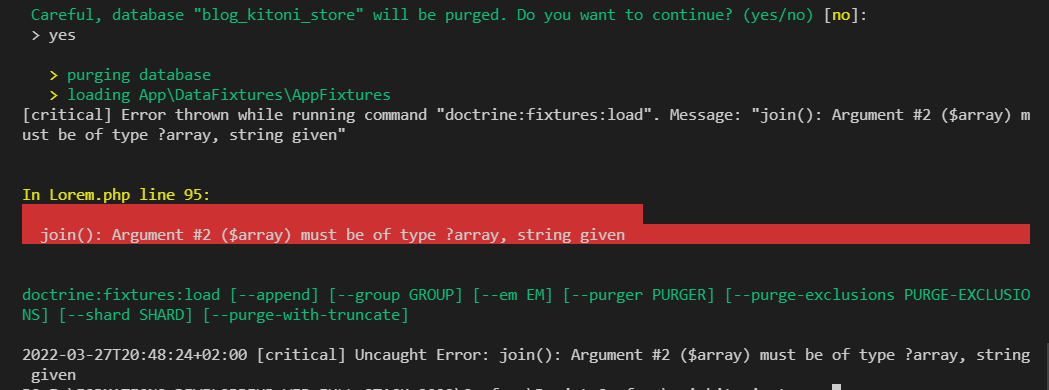 Careful, database "blog_kitoni_store" will be purged. Do you want to continue? (yes/no) [no]:
> yes
> purging database
> loading App\DataFixtures\AppFixtures
[critical] Error thrown while running command "doctrine:fixtures:load". Message: "join(): Argument #2 ($array) m
ust be of type ?array, string given"
In Lorem.php line 95:
join(): Argument #2 ($array) must be of type ?array, string given
doctrine:fixtures:load [--append] [--group GROUP] [--em EM] [--purger PURGER] [--purge-exclusions PURGE-EXCLUSIO
NS] [--shard SHARD] [--purge-with-truncate]
2022-03-27T20:48:24+02:00 [critical] Uncaught Error: join(): Argument #2 ($array) must be of type ?array, string
given